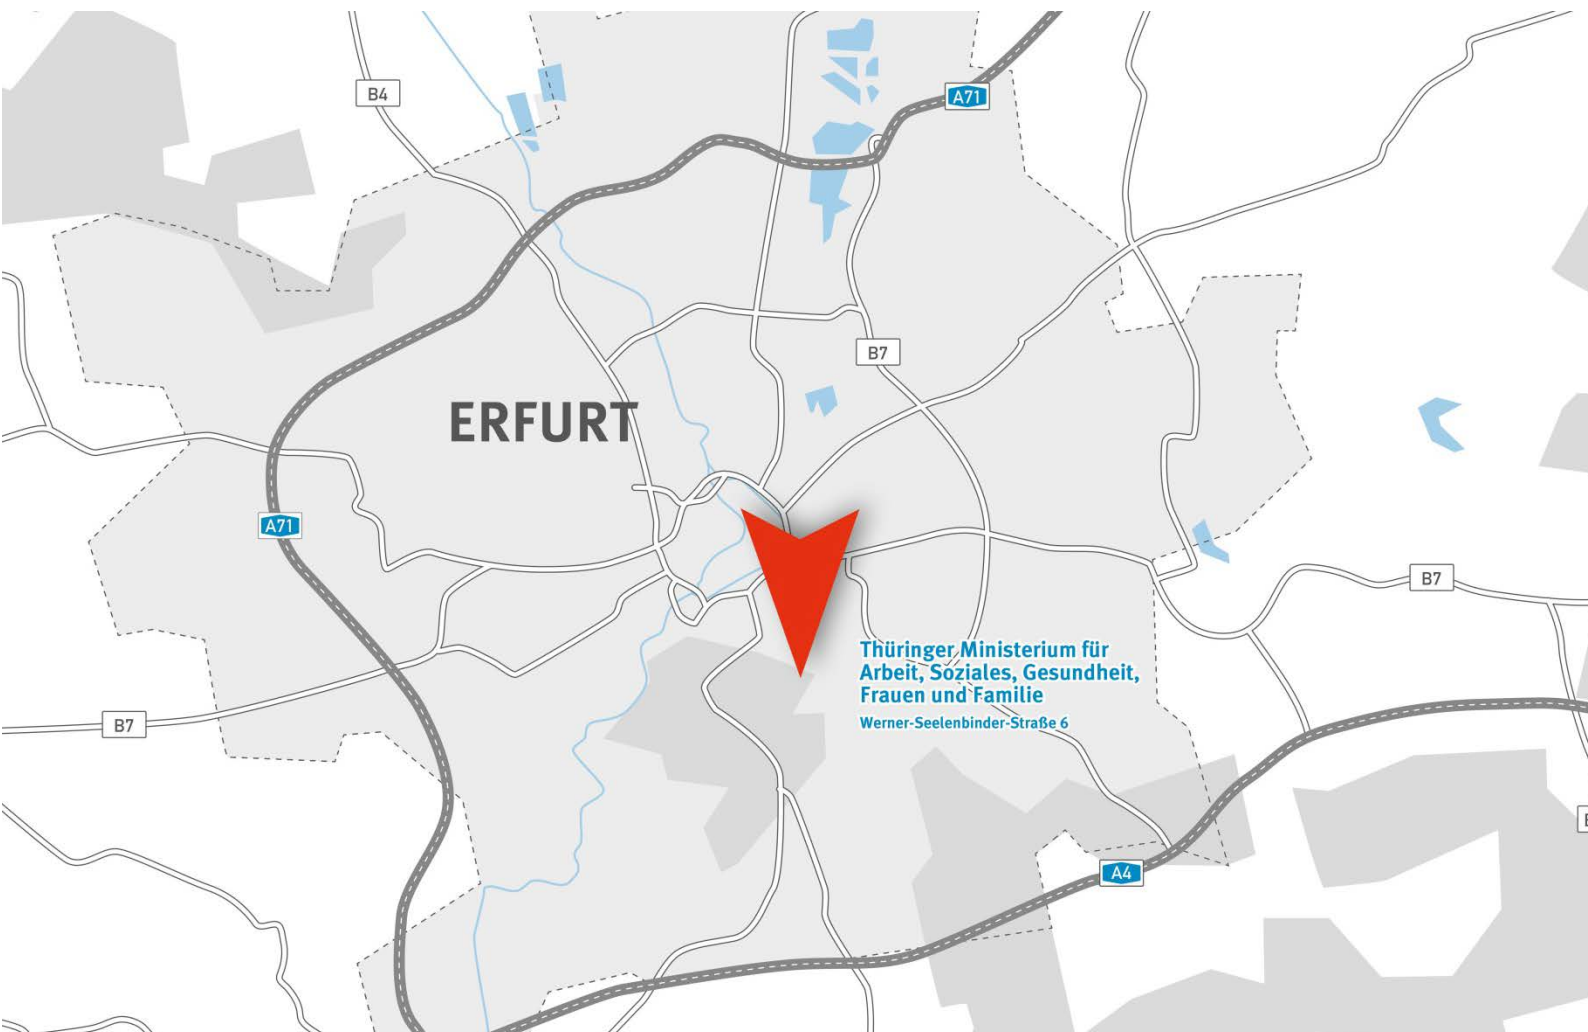 B4
A71
B7
ERFURT
A71
B7
Thüringer Ministerium für
Arbeit, Soziales, Gesundheit,
Frauen und Familie
Werner-Seelenbinder-Straße 6
B7
A4